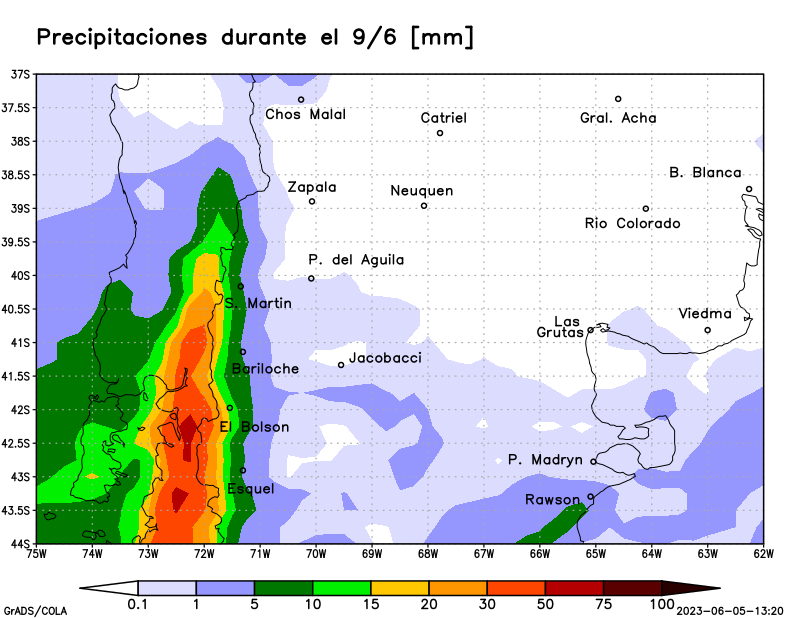 Precipitaciones durante el 9/6 [mm]
37S
37.5S
38S
38.5S
39S
39.5S
40S
40.5S
41S
41.5S
42S
42.5S
43S
43.5S
44S
Chos Malal
Catriel
Gral. Acha
B. Blanca
Zapala
Neuquen
Rio Colorado
P. del Aguila
S. Martin
Viedma
Las
Grutas
Jacobacci
Bariloche
El Bolson
P. Madryn
Esquel
Rawson
75W 74W 73W 72W 71W 70W 69W 68W 67W 66W 65W 64W 63W 62W
0.1 1 5 10 15 20 30 50 75 100
GrADS/COLA
2023-06-05-13:20